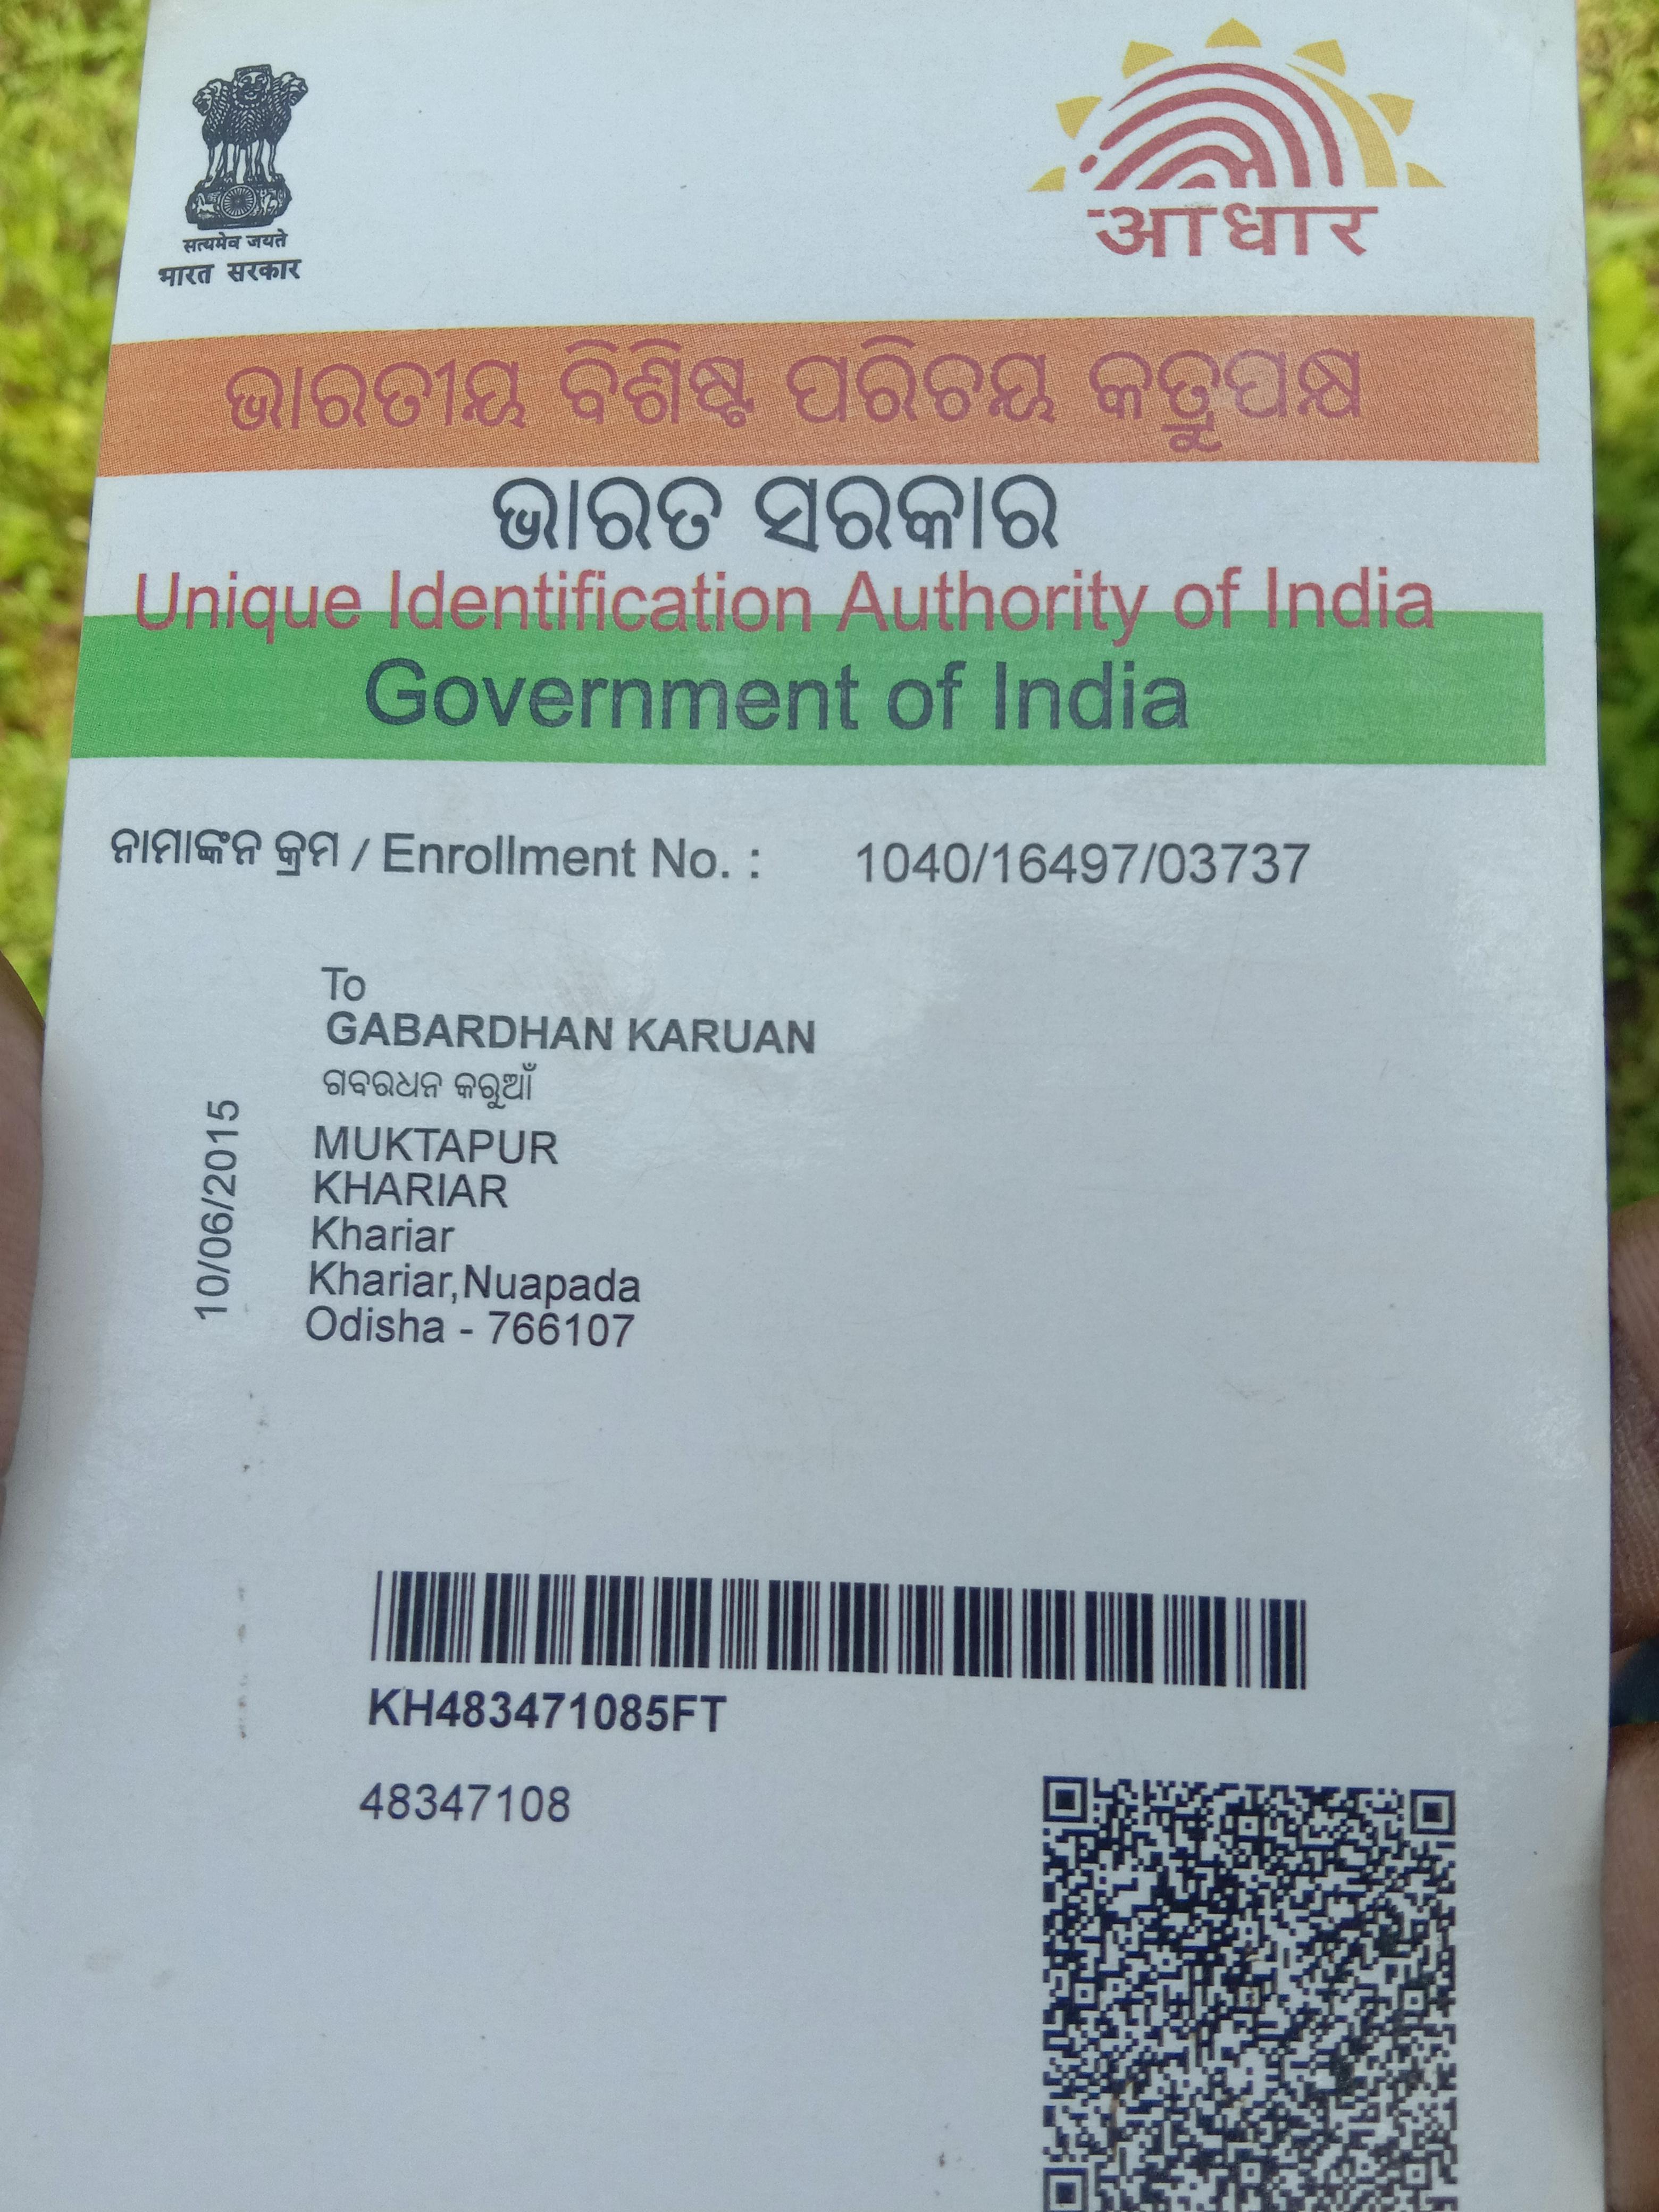 सत्यमेव जयते
भारत सरकार
आधार
ଭାରତୀୟ ବିଶିଷ୍ଟ ପରିଚୟ କତ୍ରୁପକ୍ଷ
ଭାରତ ସରକାର
Unique Identification Authority of India
Government of India
ନାମାଙ୍କନ କ୍ରମ / Enrollment No. : 1040/16497/03737
To
GABARDHAN KARUAN
ଗବରଧନ କରୁଆଁ
MUKTAPUR
KHARIAR
Khariar
Khariar,Nuapada
Odisha - 766107
10/06/2015
KH483471085FT
48347108